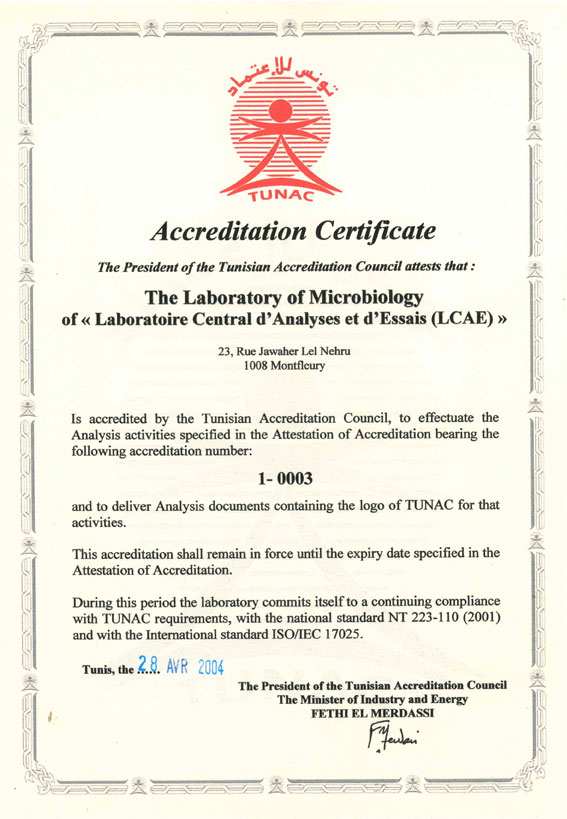 تونس للإعتماد
TUNAC
Accreditation Certificate
The President of the Tunisian Accreditation Council attests that :
The Laboratory of Microbiology
of « Laboratoire Central d'Analyses et d'Essais (LCAE) »
23, Rue Jawaher Lel Nehru
1008 Montfleury
Is accredited by the Tunisian Accreditation Council, to effectuate the
Analysis activities specified in the Attestation of Accreditation bearing the
following accreditation number:
1- 0003
and to deliver Analysis documents containing the logo of TUNAC for that
activities.
This accreditation shall remain in force until the expiry date specified in the
Attestation of Accreditation.
During this period the laboratory commits itself to a continuing compliance
with TUNAC requirements, with the national standard NT 223-110 (2001)
and with the International standard ISO/IEC 17025.
Tunis, the ...... 28 AVR 2004
The President of the Tunisian Accreditation Council
The Minister of Industry and Energy
FETHI EL MERDASSI